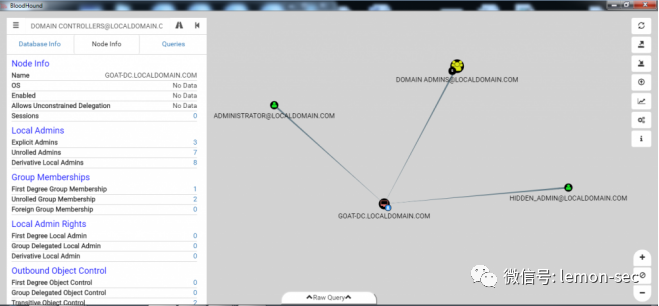 BloodHound
DOMAIN CONTROLLERS@LOCALDOMAIN.C
Database Info
Node Info
Queries
Node Info
Name GOAT-DC.LOCALDOMAIN.COM
OS No Data
Enabled No Data
Allows Unconstrained Delegation No Data
Sessions 0
Local Admins
Explicit Admins 3
Unrolled Admins 7
Derivative Local Admins 8
Group Memberships
First Degree Group Membership 1
Unrolled Group Membership 2
Foreign Group Membership 0
Local Admin Rights
First Degree Local Admin 0
Group Delegated Local Admin 0
Derivative Local Admin 0
Outbound Object Control
First Degree Object Control 0
Group Delegated Object Control 0
Transitive Object Control 2
DOMAIN ADMINS@LOCALDOMAIN.COM
ADMINISTRATOR@LOCALDOMAIN.COM
HIDDEN_ADMIN@LOCALDOMAIN.COM
GOAT-DC.LOCALDOMAIN.COM
Raw Query
微信号: lemon-sec